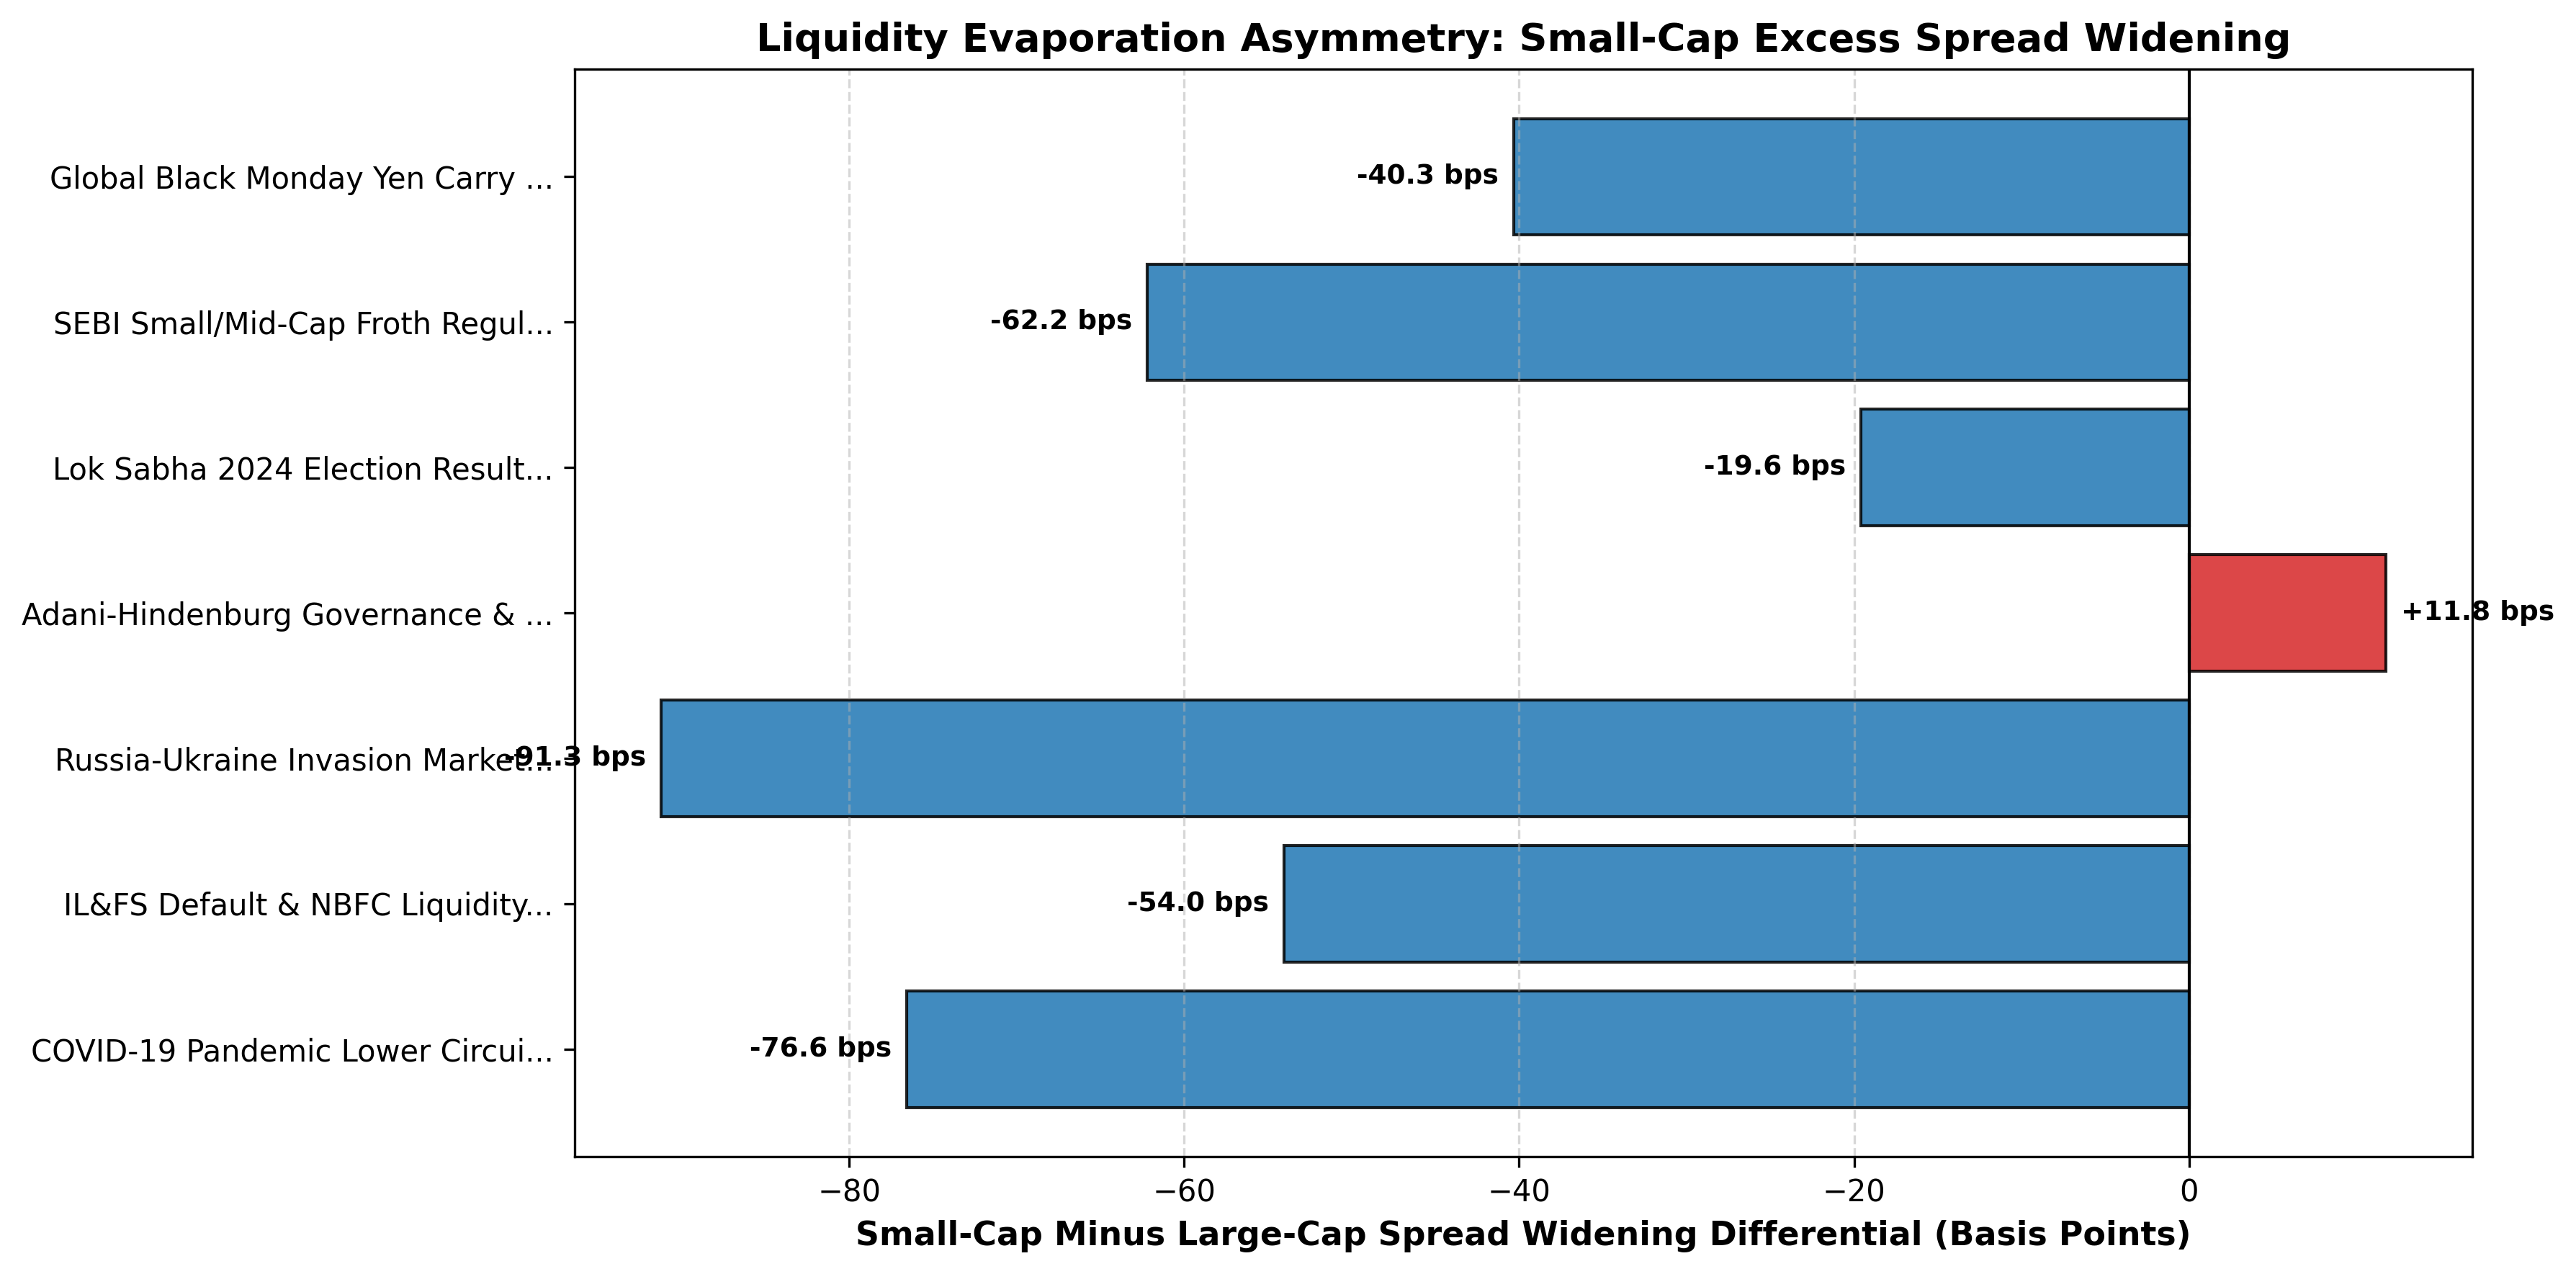 Liquidity Evaporation Asymmetry: Small-Cap Excess Spread Widening
Global Black Monday Yen Carry ...
-40.3 bps
SEBI Small/Mid-Cap Froth Regul...
-62.2 bps
Lok Sabha 2024 Election Result...
-19.6 bps
Adani-Hindenburg Governance & ...
+11.8 bps
Russia-Ukraine Invasion Market...
-91.3 bps
IL&FS Default & NBFC Liquidity...
-54.0 bps
COVID-19 Pandemic Lower Circui...
-76.6 bps
−80 −60 −40 −20 0
Small-Cap Minus Large-Cap Spread Widening Differential (Basis Points)